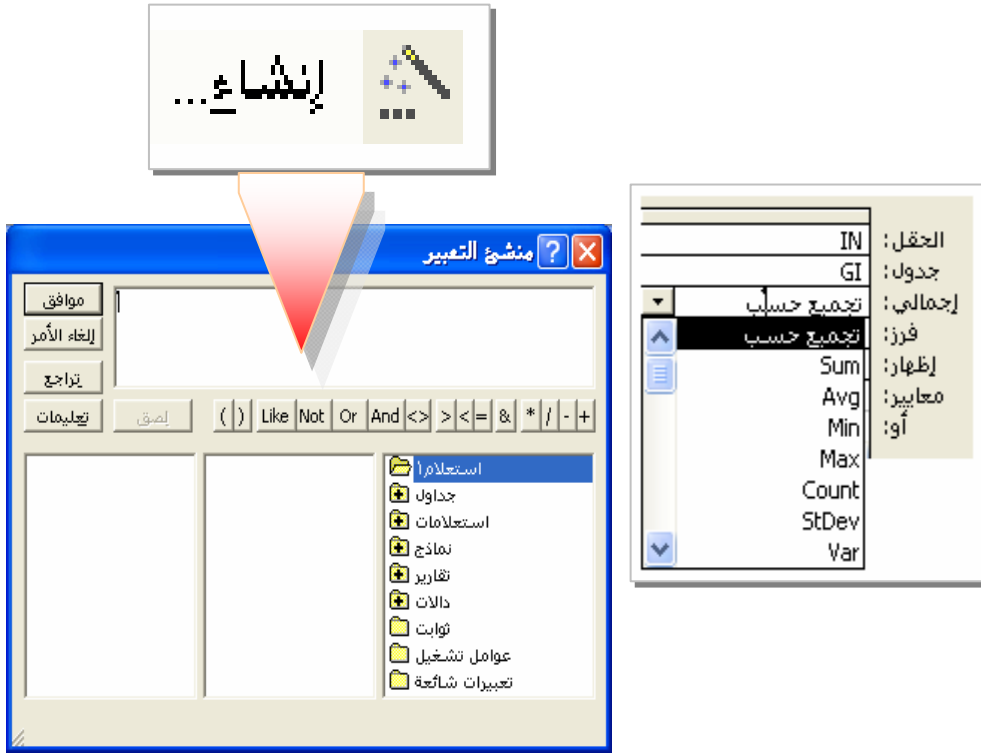 إنشاء...
منشئ التعبير
موافق
إلغاء الأمر
تراجع
تعليمات
لصق
( ) Like Not Or And <> > < = & * / - +
استعلام1
جداول
استعلامات
نماذج
تقارير
دالات
ثوابت
عوامل تشغيل
تعبيرات شائعة
الحقل: IN
جدول: GI
إجمالي: تجميع حسب
فرز:
إظهار:
معايير:
أو:
تجميع حسب
Sum
Avg
Min
Max
Count
StDev
Var